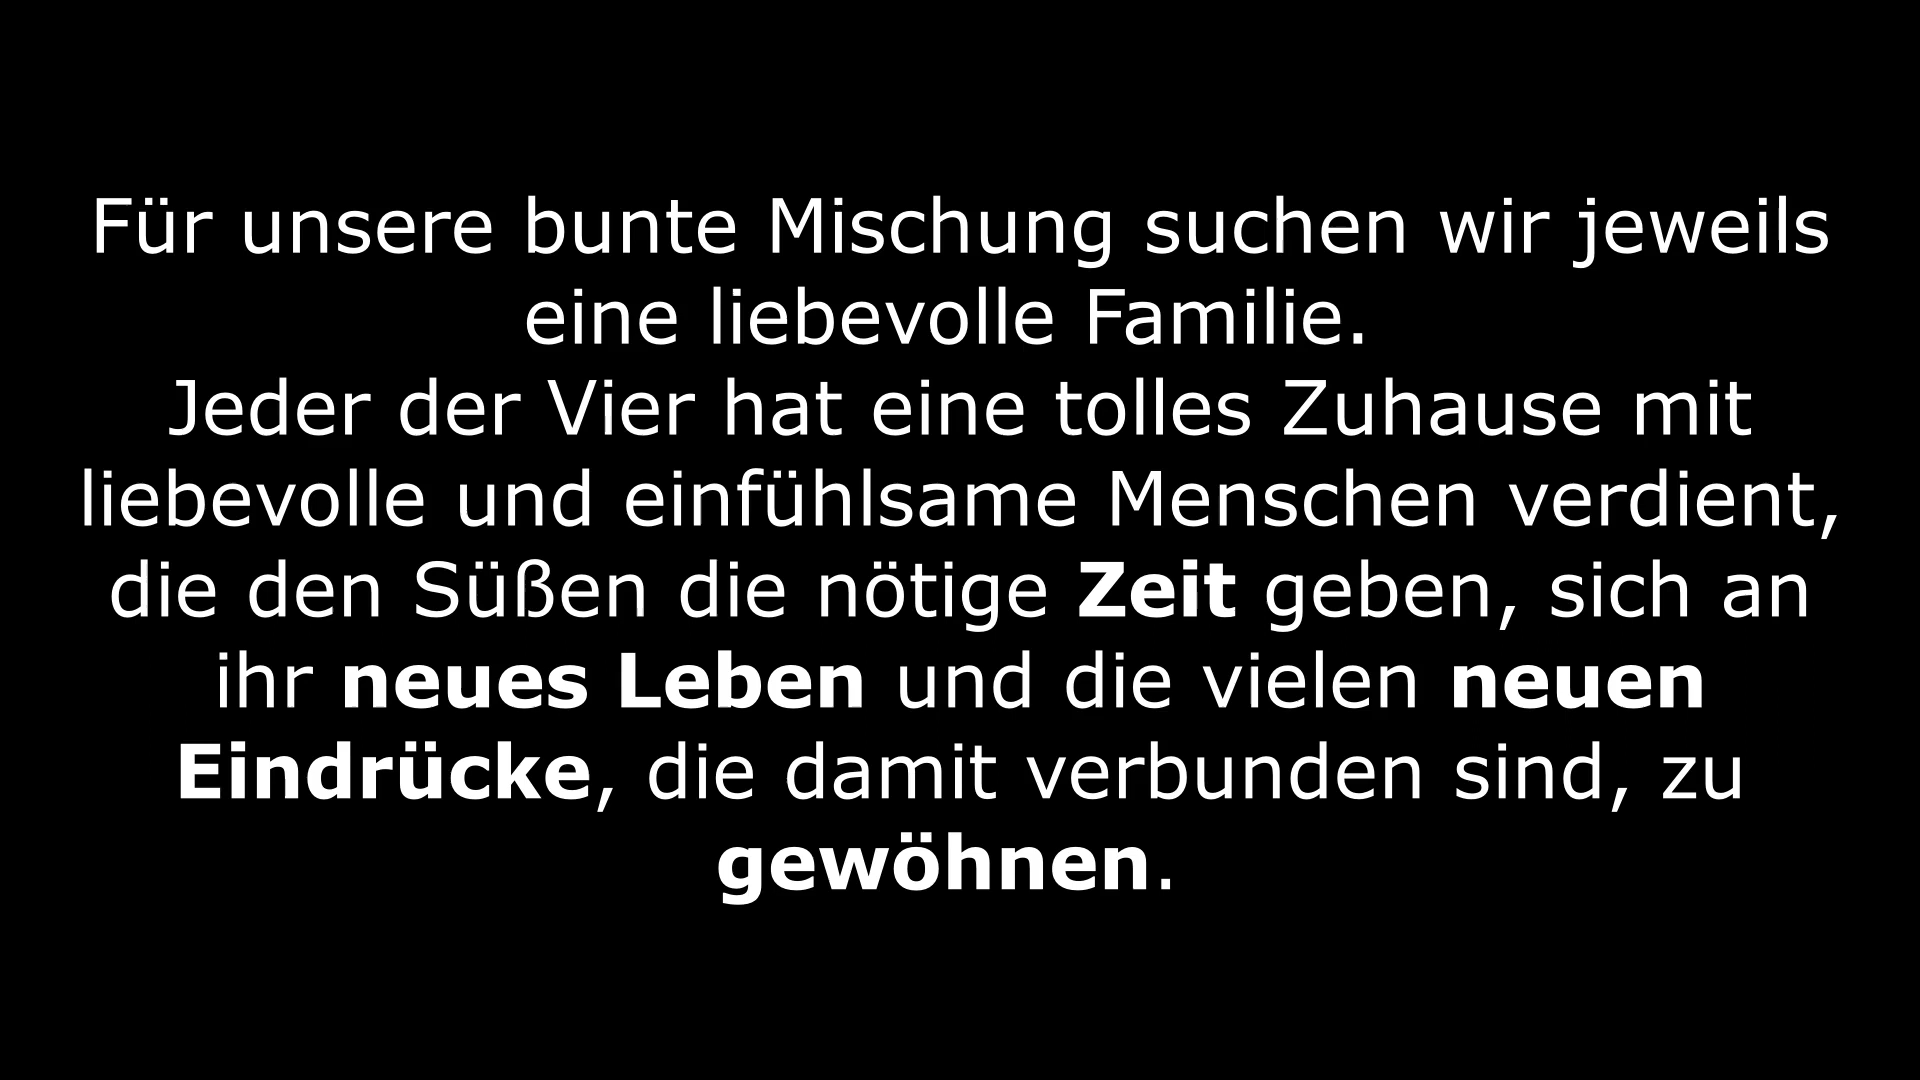 Für unsere bunte Mischung suchen wir jeweils
eine liebevolle Familie.
Jeder der Vier hat eine tolles Zuhause mit
liebevolle und einfühlsame Menschen verdient,
die den Süßen die nötige Zeit geben, sich an
ihr neues Leben und die vielen neuen
Eindrücke, die damit verbunden sind, zu
gewöhnen.